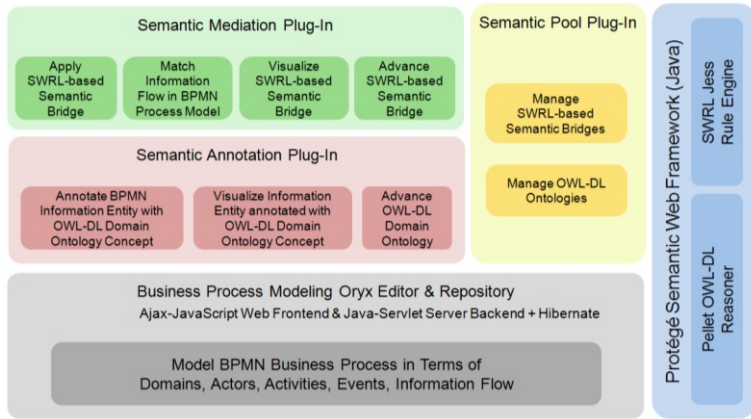 Semantic Mediation Plug-In
Apply
SWRL-based
Semantic
Bridge
Match
Information
Flow in BPMN
Process Model
Visualize
SWRL-based
Semantic
Bridge
Advance
SWRL-based
Semantic
Bridge
Semantic Annotation Plug-In
Annotate BPMN
Information Entity with
OWL-DL Domain
Ontology Concept
Visualize Information
Entity annotated with
OWL-DL Domain
Ontology Concept
Advance
OWL-DL
Domain
Ontology
Semantic Pool Plug-In
Manage
SWRL-based
Semantic Bridges
Manage OWL-DL
Ontologies
Business Process Modeling Oryx Editor & Repository
Ajax-JavaScript Web Frontend & Java-Servlet Server Backend + Hibernate
Model BPMN Business Process in Terms of
Domains, Actors, Activities, Events, Information Flow
Protégé Semantic Web Framework (Java)
SWRL Jess
Rule Engine
Pellet OWL-DL
Reasoner